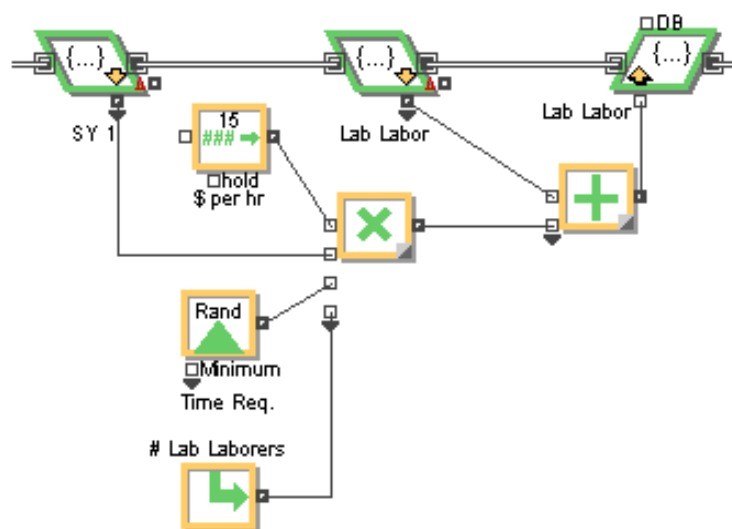 DB
{...}
{...}
{...}
SY 1
15
###
hold
$ per hr
Lab Labor
Lab Labor
Rand
Minimum
Time Req.
# Lab Laborers